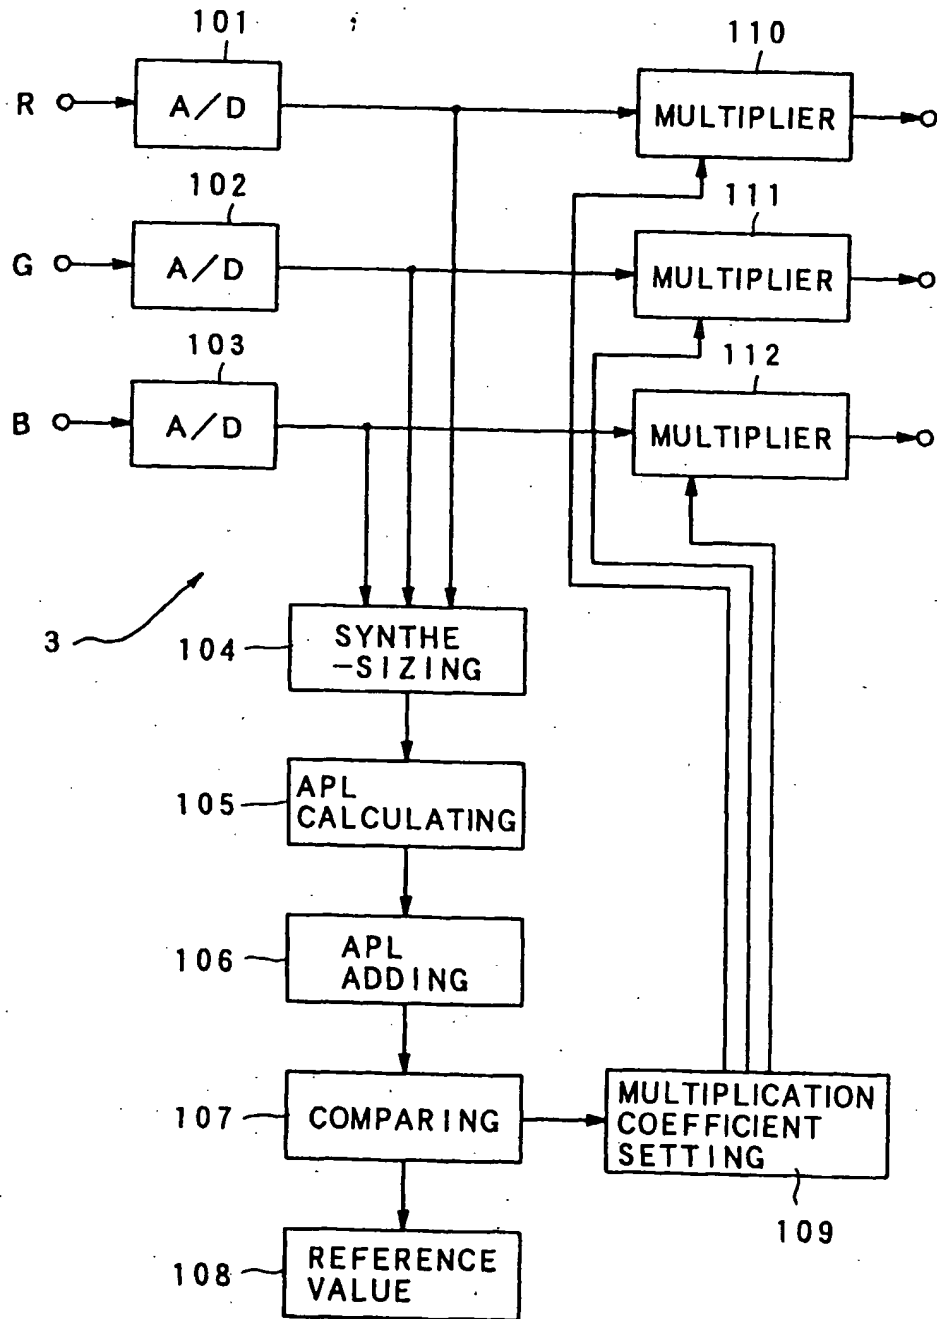 101
110
R
A/D
MULTIPLIER
102
111
G
A/D
MULTIPLIER
103
112
B
A/D
MULTIPLIER
3
104
SYNTHE
-SIZING
105
APL
CALCULATING
106
APL
ADDING
107
COMPARING
MULTIPLICATION
COEFFICIENT
SETTING
109
108
REFERENCE
VALUE